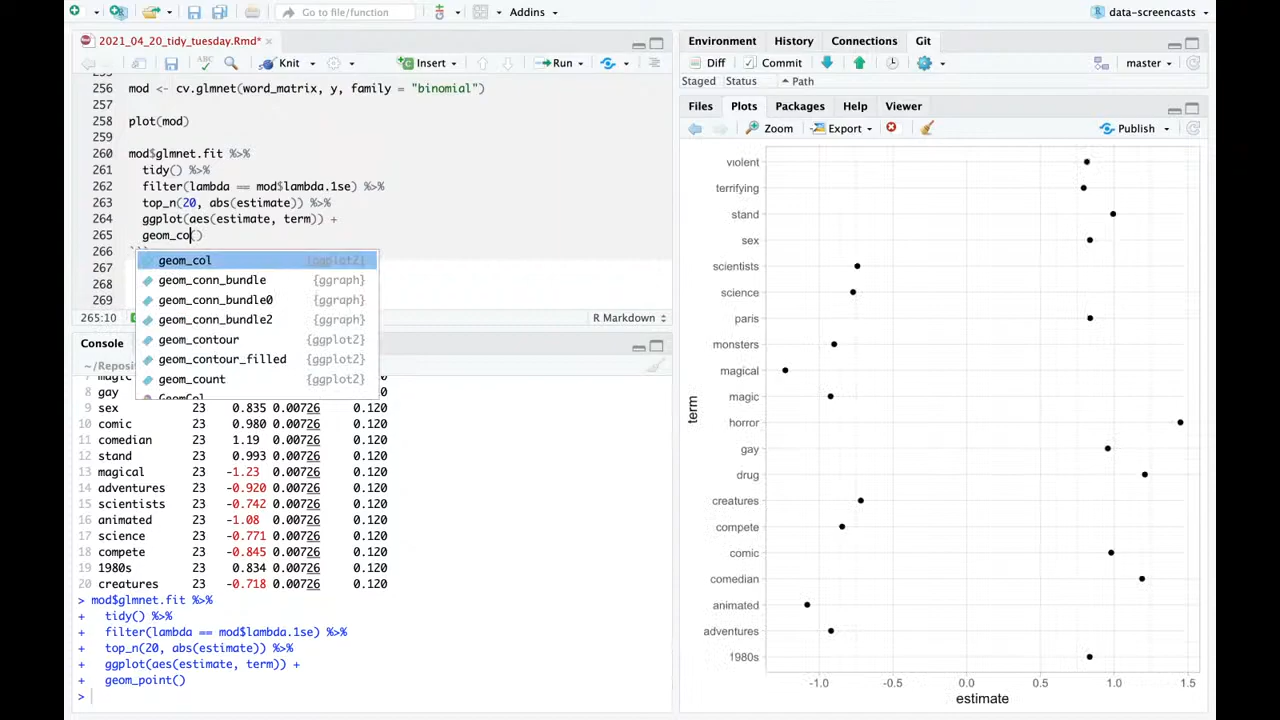 Go to file/function
Addins
data-screencasts
2021_04_20_tidy_tuesday.Rmd*
ABC
Knit
Insert
Run
256 mod <- cv.glmnet(word_matrix, y, family = "binomial")
257
258 plot(mod)
259
260 mod$glmnet.fit %>%
261 tidy() %>%
262 filter(lambda == mod$lambda.1se) %>%
263 top_n(20, abs(estimate)) %>%
264 ggplot(aes(estimate, term)) +
265 geom_co()
266 ```
267
268
269
geom_col {ggplot2}
geom_conn_bundle {ggraph}
geom_conn_bundle0 {ggraph}
geom_conn_bundle2 {ggraph}
geom_contour {ggplot2}
geom_contour_filled {ggplot2}
geom_count {ggplot2}
GeomCol
265:10
R Markdown
Console
~/Reposi
8 gay
9 sex 23 0.835 0.00726 0.120
10 comic 23 0.980 0.00726 0.120
11 comedian 23 1.19 0.00726 0.120
12 stand 23 0.993 0.00726 0.120
13 magical 23 -1.23 0.00726 0.120
14 adventures 23 -0.920 0.00726 0.120
15 scientists 23 -0.742 0.00726 0.120
16 animated 23 -1.08 0.00726 0.120
17 science 23 -0.771 0.00726 0.120
18 compete 23 -0.845 0.00726 0.120
19 1980s 23 0.834 0.00726 0.120
20 creatures 23 -0.718 0.00726 0.120
> mod$glmnet.fit %>%
+ tidy() %>%
+ filter(lambda == mod$lambda.1se) %>%
+ top_n(20, abs(estimate)) %>%
+ ggplot(aes(estimate, term)) +
+ geom_point()
>
Environment History Connections Git
Diff Commit master
Staged Status Path
Files Plots Packages Help Viewer
Zoom Export Publish
violent
terrifying
stand
sex
scientists
science
paris
monsters
magical
magic
horror
gay
drug
creatures
compete
comic
comedian
animated
adventures
1980s
term
-1.0 -0.5 0.0 0.5 1.0 1.5
estimate